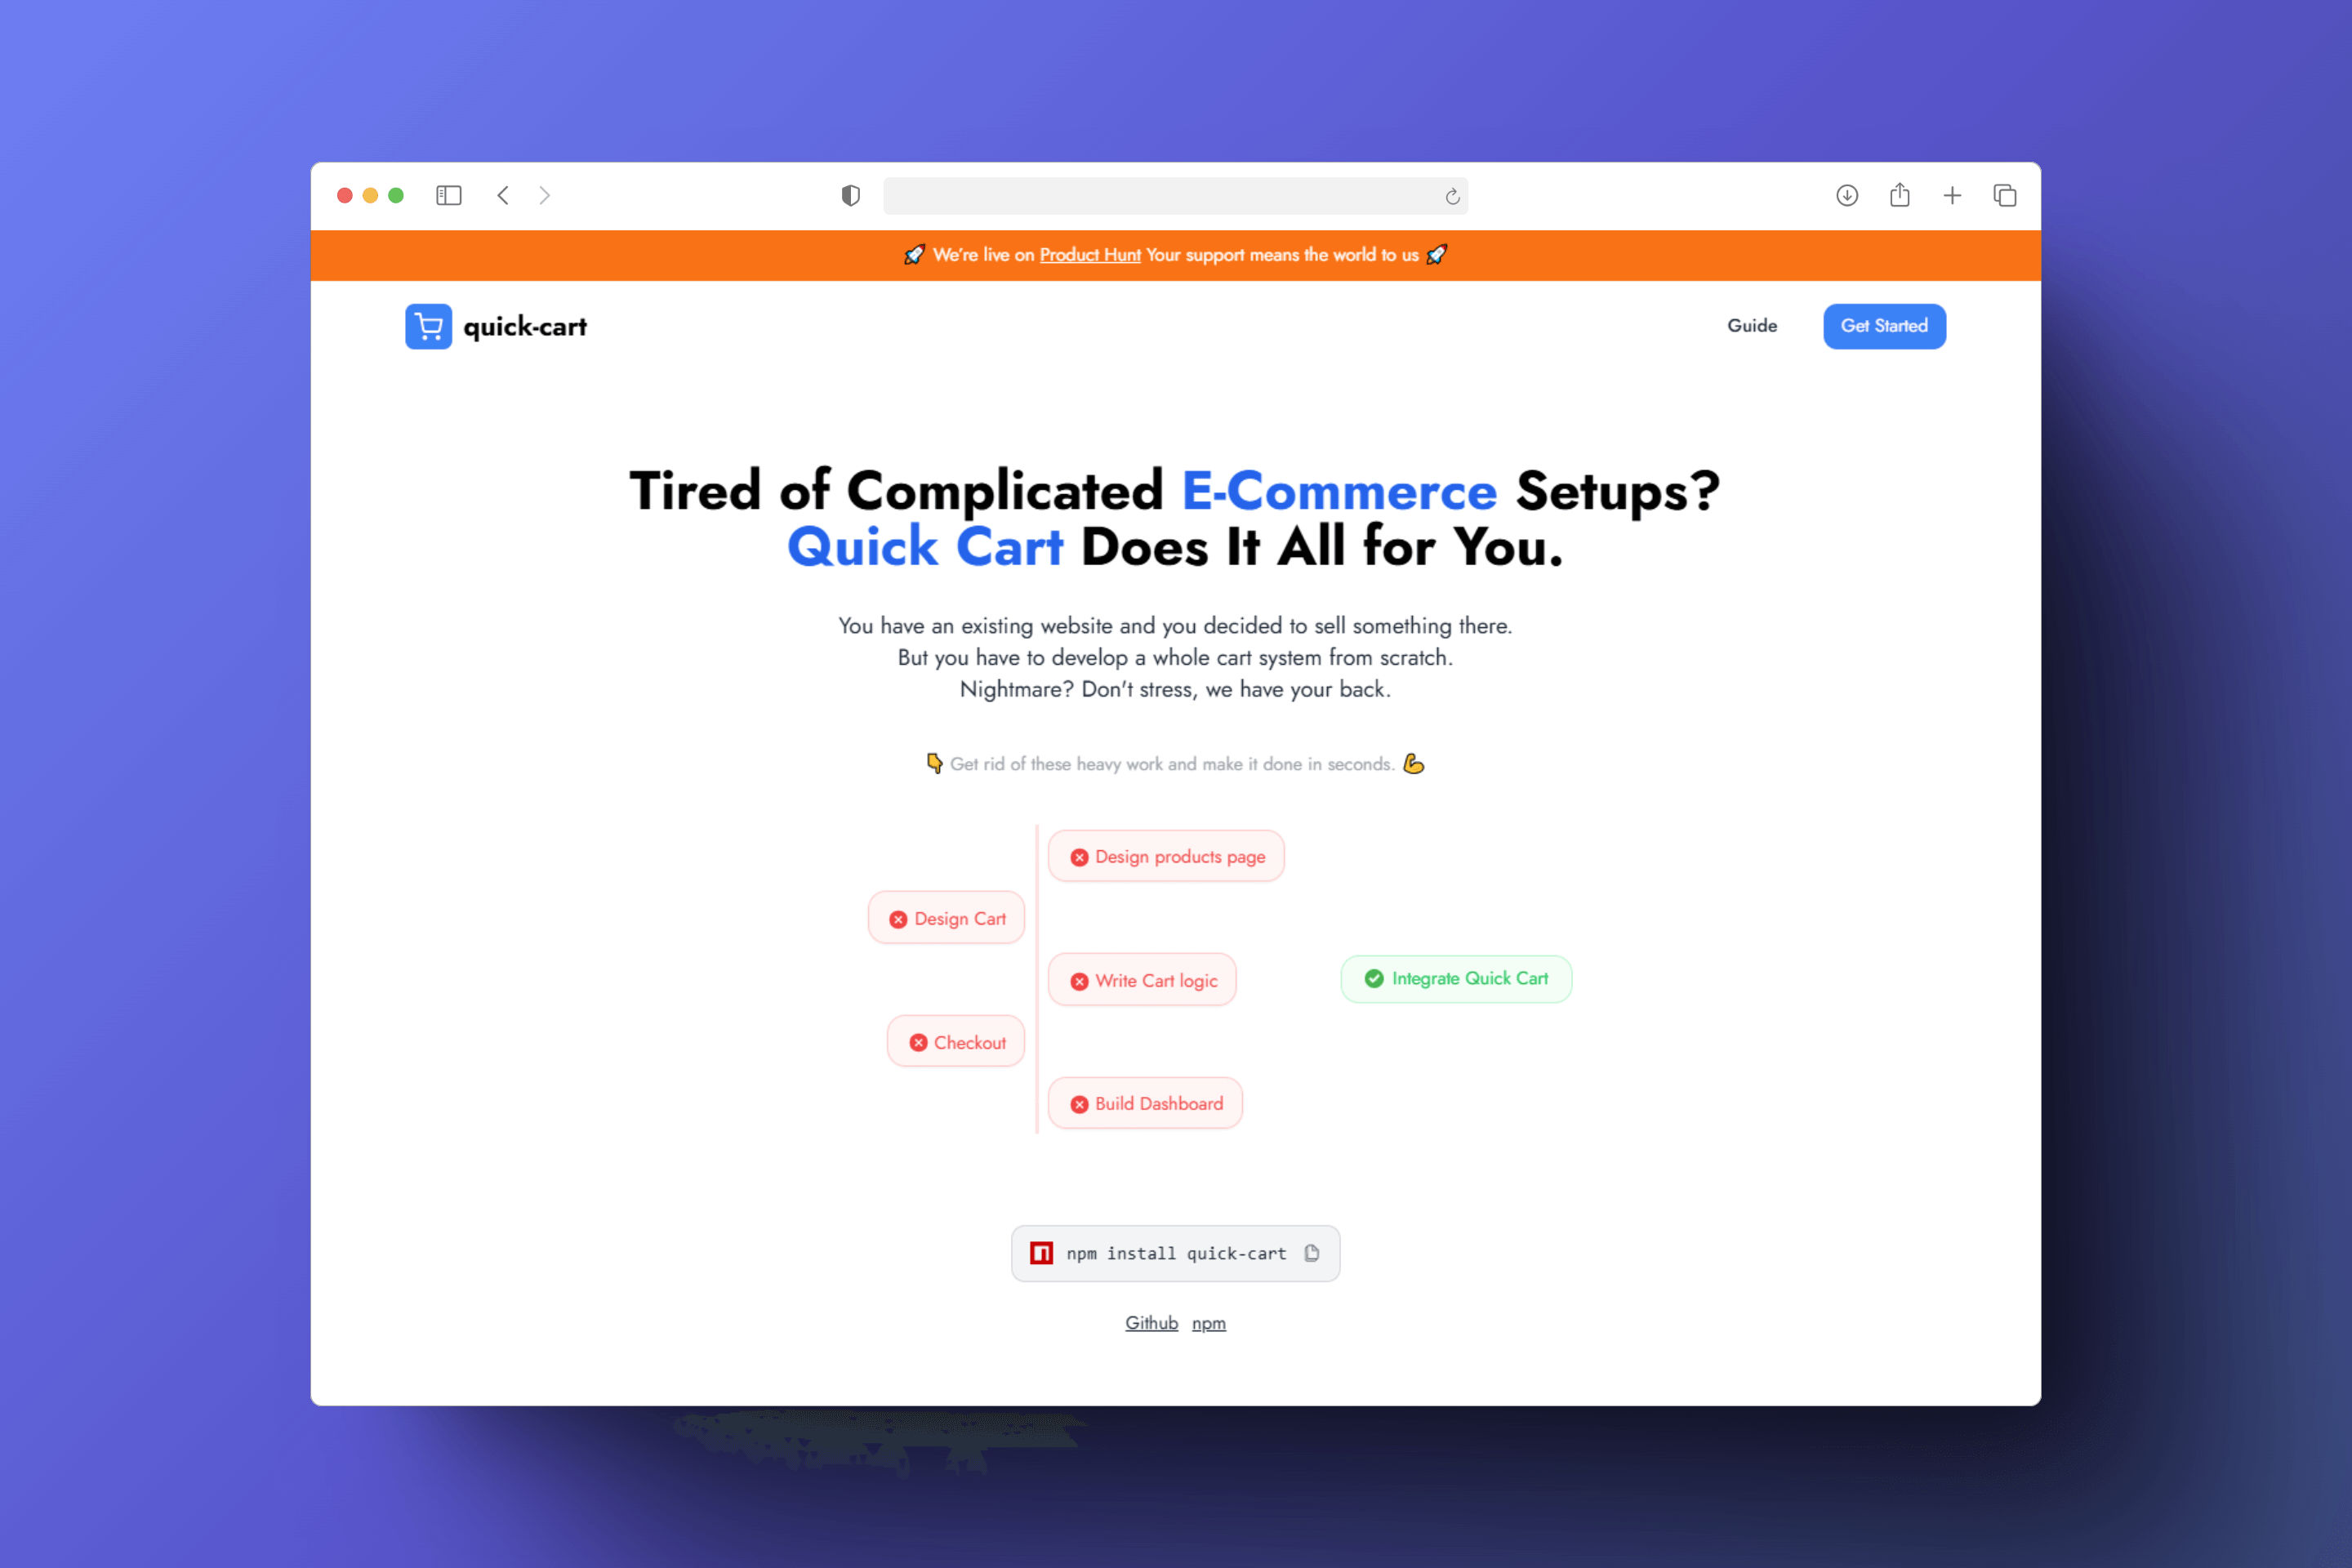 🚀 We're live on Product Hunt Your support means the world to us 🚀
quick-cart
Guide
Get Started
Tired of Complicated E-Commerce Setups?
Quick Cart Does It All for You.
You have an existing website and you decided to sell something there.
But you have to develop a whole cart system from scratch.
Nightmare? Don't stress, we have your back.
👇 Get rid of these heavy work and make it done in seconds. 💪
Design products page
Design Cart
Write Cart logic
Integrate Quick Cart
Checkout
Build Dashboard
npm install quick-cart
Github npm